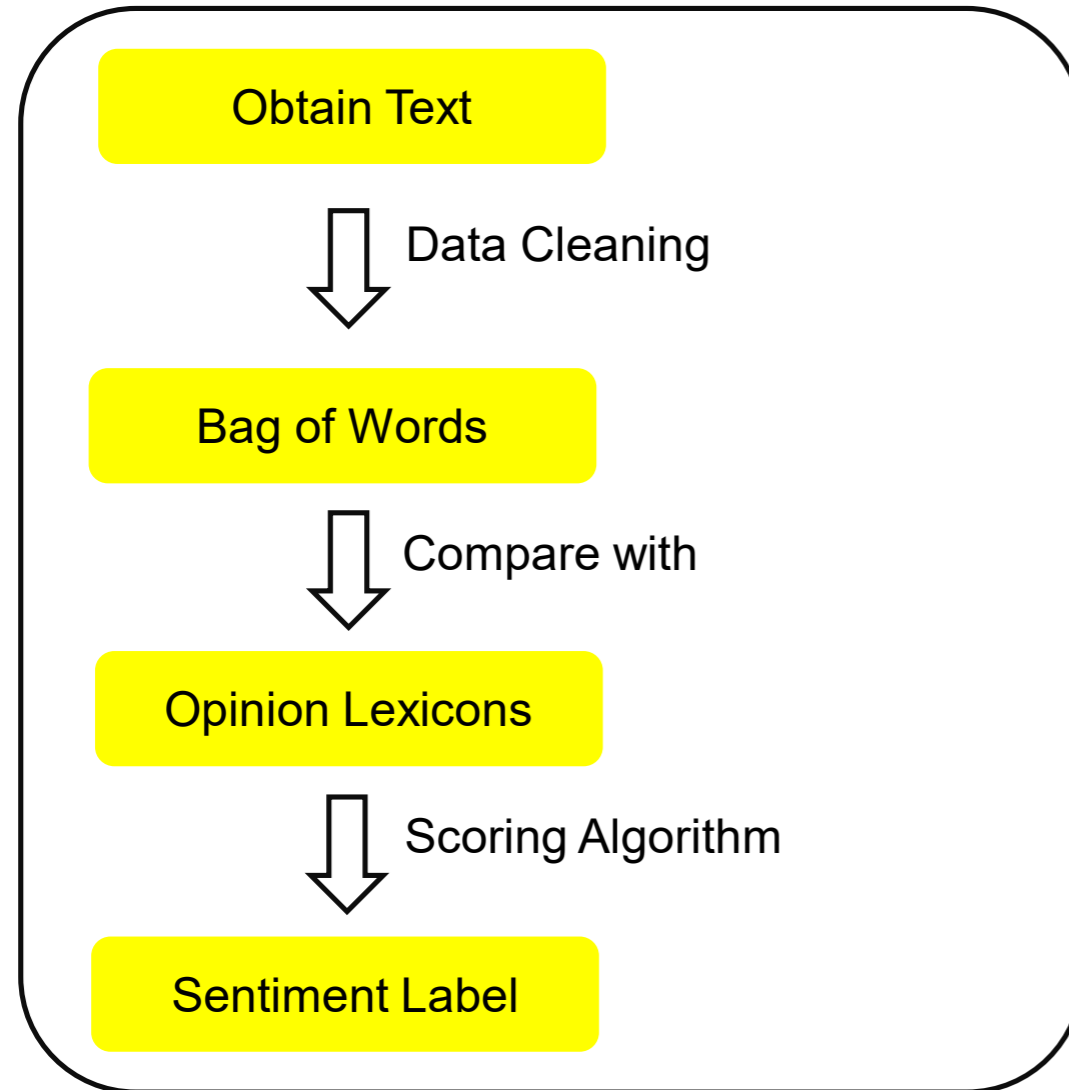 Obtain Text
Data Cleaning
Bag of Words
Compare with
Opinion Lexicons
Scoring Algorithm
Sentiment Label